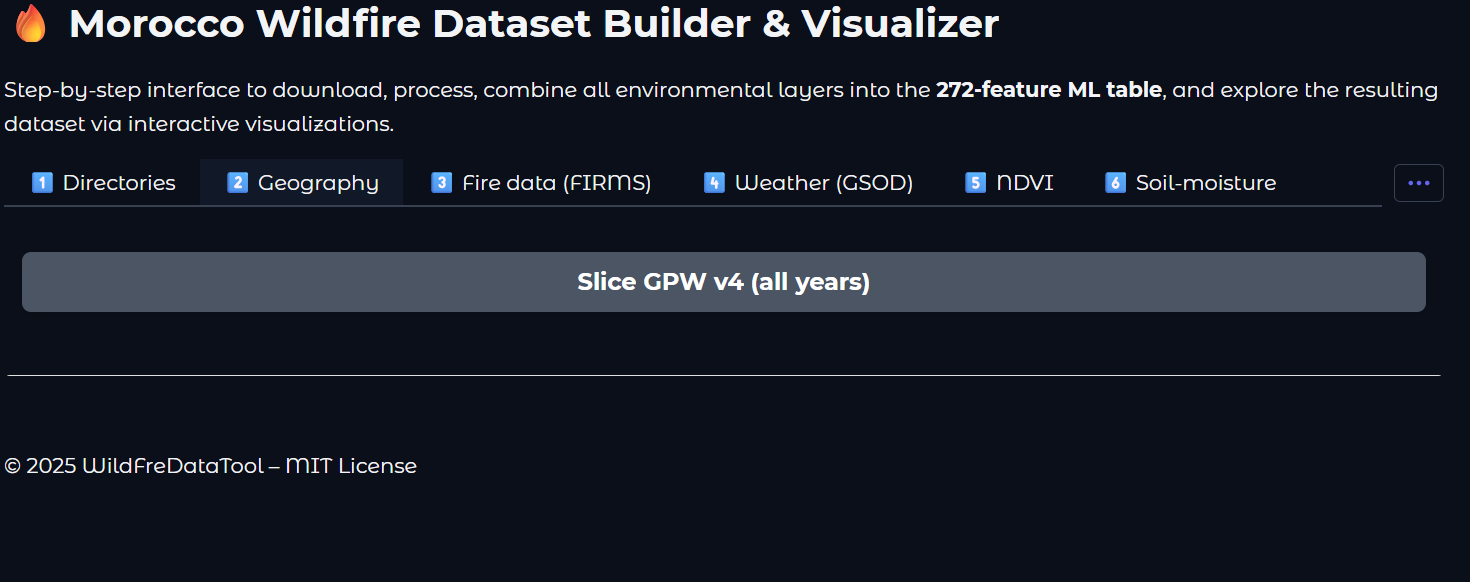 🔥 Morocco Wildfire Dataset Builder & Visualizer
Step-by-step interface to download, process, combine all environmental layers into the 272-feature ML table, and explore the resulting
dataset via interactive visualizations.
1 Directories 2 Geography 3 Fire data (FIRMS) 4 Weather (GSOD) 5 NDVI 6 Soil-moisture ...
Slice GPW v4 (all years)
© 2025 WildFreDataTool – MIT License